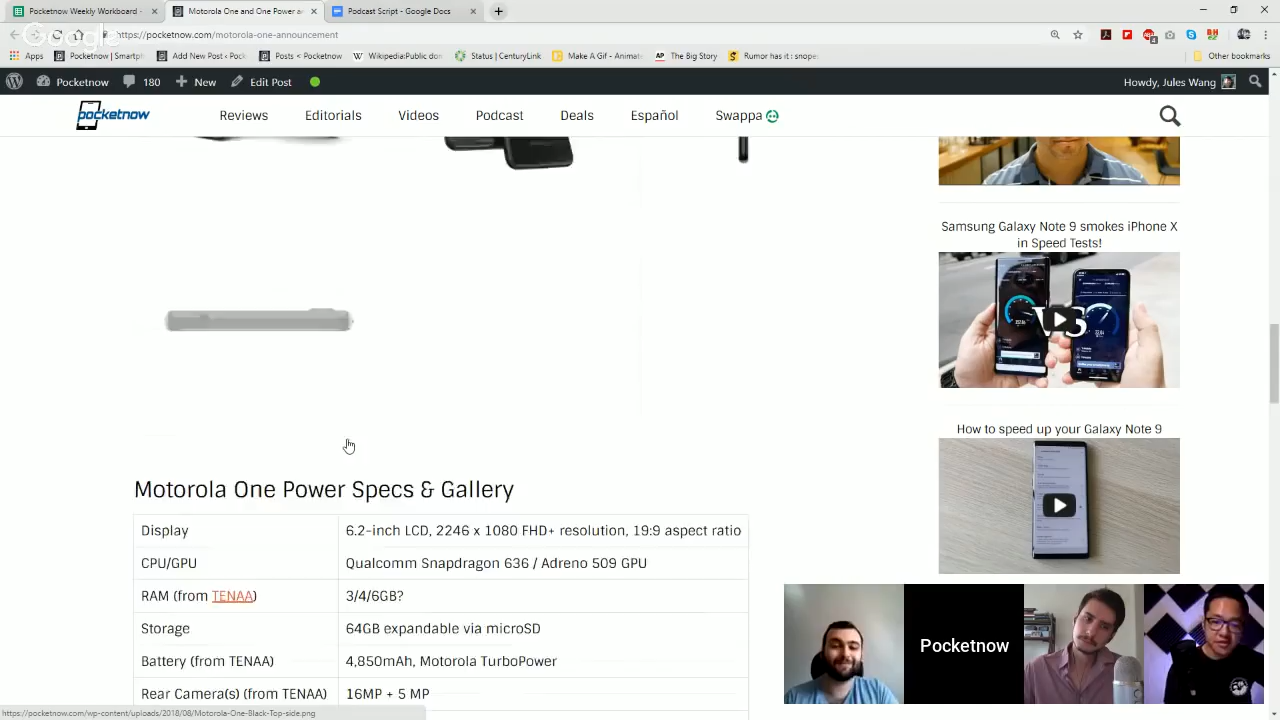 Pocketnow Weekly Workboard -
Motorola One and One Power a
Podcast Script - Google Docs
Google
https://pocketnow.com/motorola-one-announcement
Apps
Pocketnow | Smartph
Add New Post ‹ Pock
Posts ‹ Pocketnow
Wikipedia:Public don
Status | CenturyLink
Make A Gif - Animate
The Big Story
Rumor has it : snope
Other bookmarks
Pocketnow
180
New
Edit Post
Howdy, Jules Wang
pocketnow
Reviews
Editorials
Videos
Podcast
Deals
Español
Swappa
Samsung Galaxy Note 9 smokes iPhone X
in Speed Tests!
VS
How to speed up your Galaxy Note 9
Motorola One Power Specs & Gallery
Display 6.2-inch LCD, 2246 x 1080 FHD+ resolution, 19:9 aspect ratio
CPU/GPU Qualcomm Snapdragon 636 / Adreno 509 GPU
RAM (from TENAA) 3/4/6GB?
Storage 64GB expandable via microSD
Battery (from TENAA) 4,850mAh, Motorola TurboPower
Rear Camera(s) (from TENAA) 16MP + 5 MP
Pocketnow
https://pocketnow.com/wp-content/uploads/2018/08/Motorola-One-Black-Top-side.png